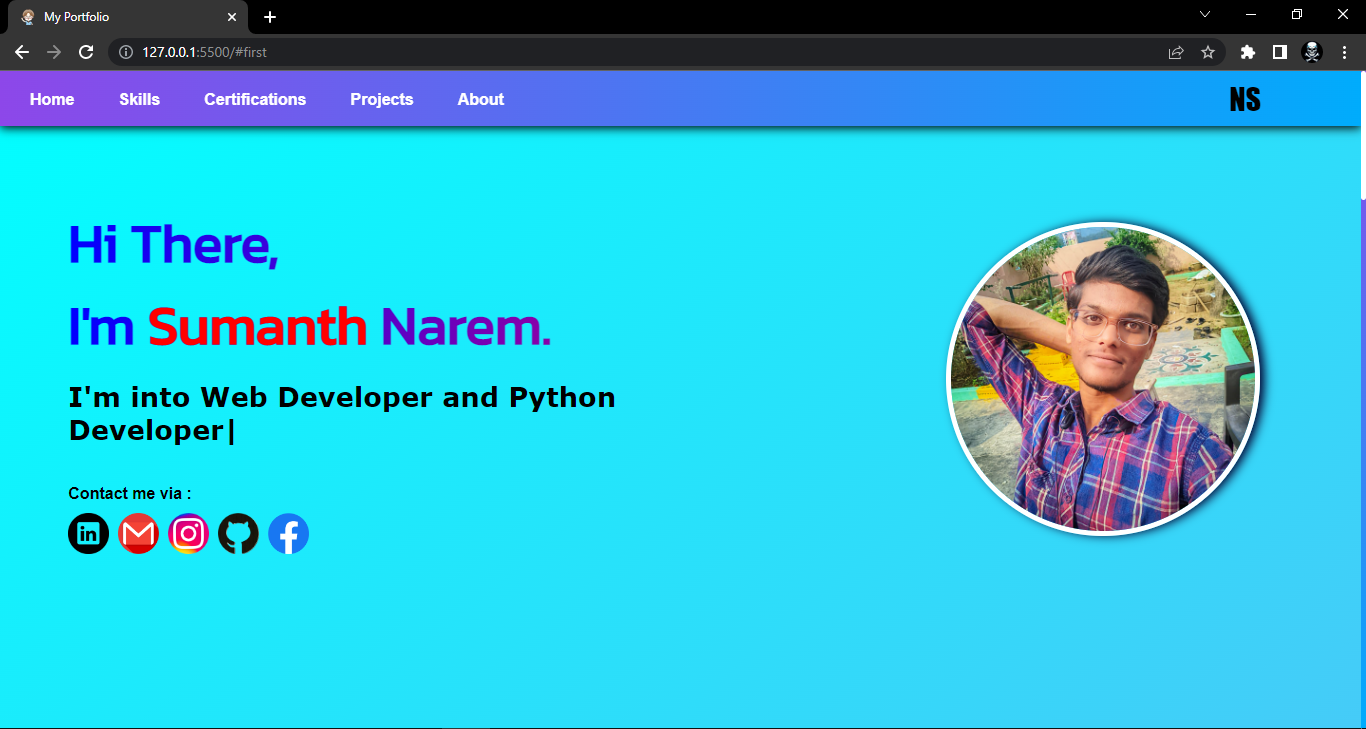 My Portfolio
127.0.0.1:5500/#first
Home Skills Certifications Projects About NS
Hi There,
I'm Sumanth Narem.
I'm into Web Developer and Python
Developer|
Contact me via :
in